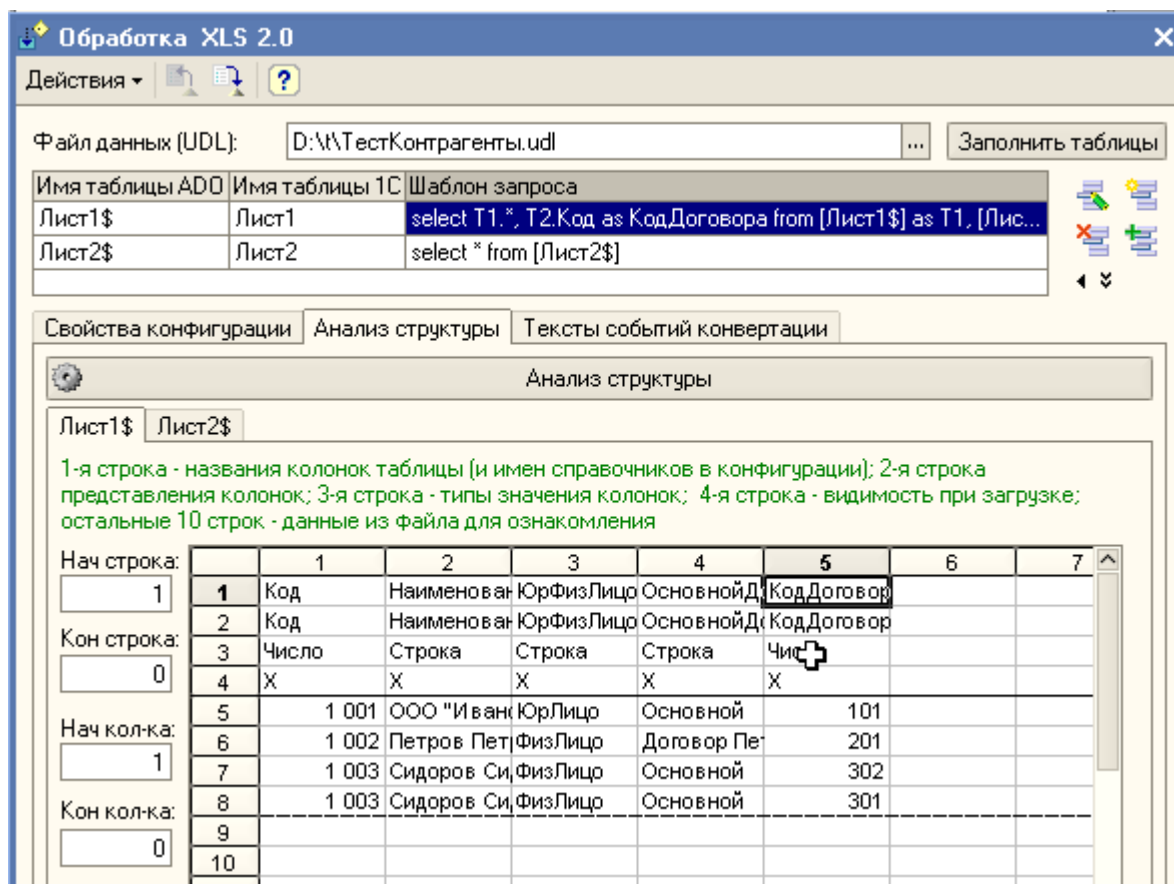 Обработка XLS 2.0
Действия
Файл данных (UDL): D:\t\ТестКонтрагенты.udl ... Заполнить таблицы
Имя таблицы ADO Имя таблицы 1С Шаблон запроса
Лист1$ Лист1 select T1.*, T2.Код as КодДоговора from [Лист1$] as T1, [Лис...
Лист2$ Лист2 select * from [Лист2$]
Свойства конфигурации Анализ структуры Тексты событий конвертации
Анализ структуры
Лист1$ Лист2$
1-я строка - названия колонок таблицы (и имен справочников в конфигурации); 2-я строка
представления колонок; 3-я строка - типы значения колонок; 4-я строка - видимость при загрузке;
остальные 10 строк - данные из файла для ознакомления
Нач строка: 1
Кон строка: 0
Нач кол-ка: 1
Кон кол-ка: 0
1 2 3 4 5 6 7
1 Код Наименован ЮрФизЛицо ОсновнойД КодДоговор
2 Код Наименован ЮрФизЛицо ОсновнойДо КодДоговор
3 Число Строка Строка Строка
4 X X X X X
5 1 001 ООО "Иван ЮрЛицо Основной 101
6 1 002 Петров Пет ФизЛицо Договор Пет 201
7 1 003 Сидоров Си ФизЛицо Основной 302
8 1 003 Сидоров Си ФизЛицо Основной 301
9
10